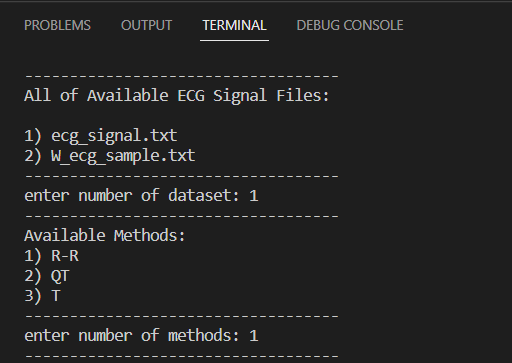 PROBLEMS OUTPUT TERMINAL DEBUG CONSOLE
-----------------------------------
All of Available ECG Signal Files:
1) ecg_signal.txt
2) W_ecg_sample.txt
-----------------------------------
enter number of dataset: 1
-----------------------------------
Available Methods:
1) R-R
2) QT
3) T
-----------------------------------
enter number of methods: 1
-----------------------------------